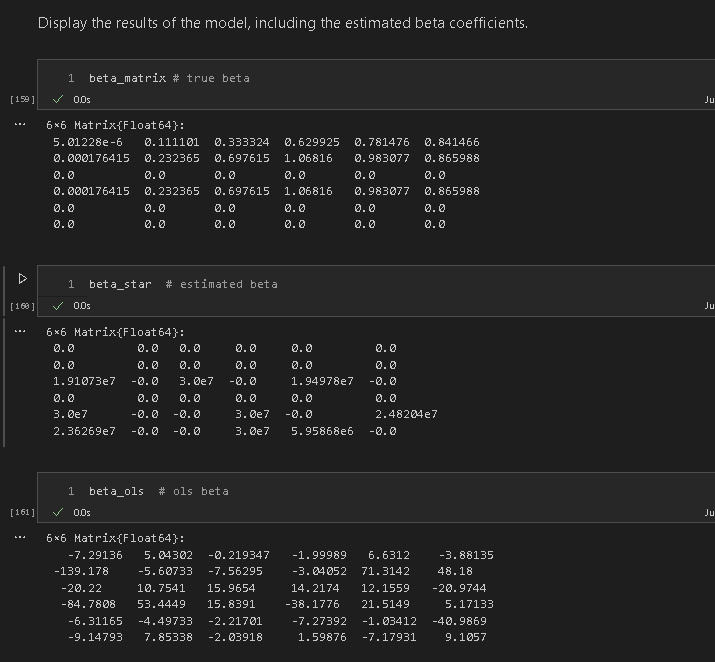 Display the results of the model, including the estimated beta coefficients.
1 beta_matrix # true beta
[159] ✓ 0.0s Ju
... 6×6 Matrix{Float64}:
5.01228e-6 0.111101 0.333324 0.629925 0.781476 0.841466
0.000176415 0.232365 0.697615 1.06816 0.983077 0.865988
0.0 0.0 0.0 0.0 0.0 0.0
0.000176415 0.232365 0.697615 1.06816 0.983077 0.865988
0.0 0.0 0.0 0.0 0.0 0.0
0.0 0.0 0.0 0.0 0.0 0.0
1 beta_star # estimated beta
[160] ✓ 0.0s Ju
... 6×6 Matrix{Float64}:
0.0 0.0 0.0 0.0 0.0 0.0
0.0 0.0 0.0 0.0 0.0 0.0
1.91073e7 -0.0 3.0e7 -0.0 1.94978e7 -0.0
0.0 0.0 0.0 0.0 0.0 0.0
3.0e7 -0.0 -0.0 3.0e7 -0.0 2.48204e7
2.36269e7 -0.0 -0.0 3.0e7 5.95868e6 -0.0
1 beta_ols # ols beta
[161] ✓ 0.0s Ju
... 6×6 Matrix{Float64}:
-7.29136 5.04302 -0.219347 -1.99989 6.6312 -3.88135
-139.178 -5.60733 -7.56295 -3.04052 71.3142 48.18
-20.22 10.7541 15.9654 14.2174 12.1559 -20.9744
-84.7808 53.4449 15.8391 -38.1776 21.5149 5.17133
-6.31165 -4.49733 -2.21701 -7.27392 -1.03412 -40.9869
-9.14793 7.85338 -2.03918 1.59876 -7.17931 9.1057